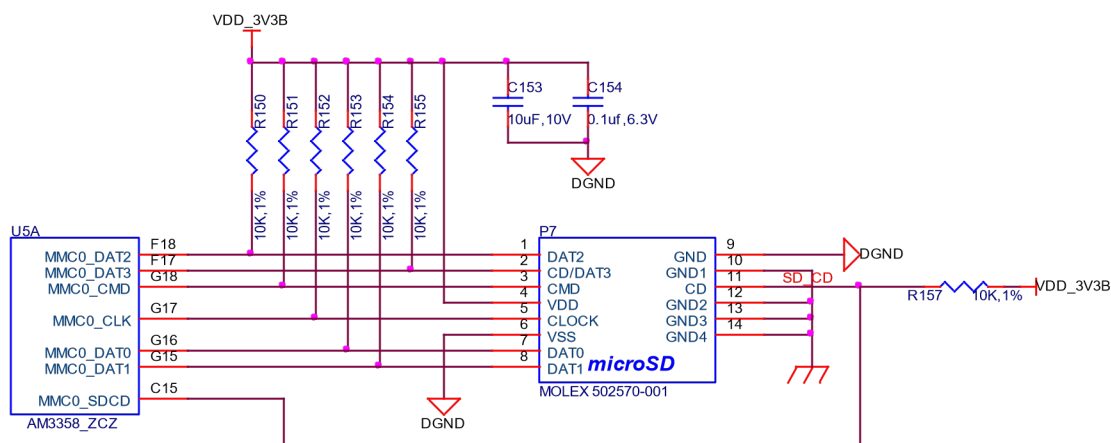 VDD_3V3B
R150
R151
R152
R153
R154
R155
10K,1%
10K,1%
10K,1%
10K,1%
10K,1%
10K,1%
C153
10uF,10V
C154
0.1uf,6.3V
DGND
U5A
MMC0_DAT2
MMC0_DAT3
MMC0_CMD
MMC0_CLK
MMC0_DAT0
MMC0_DAT1
MMC0_SDCD
F18
F17
G18
G17
G16
G15
C15
AM3358_ZCZ
P7
1
2
3
4
5
6
7
8
DAT2
CD/DAT3
CMD
VDD
CLOCK
VSS
DAT0
DAT1
microSD
GND
GND1
CD
GND2
GND3
GND4
9
10
11
12
13
14
MOLEX 502570-001
DGND
DGND
SD_CD
R157
10K,1%
VDD_3V3B